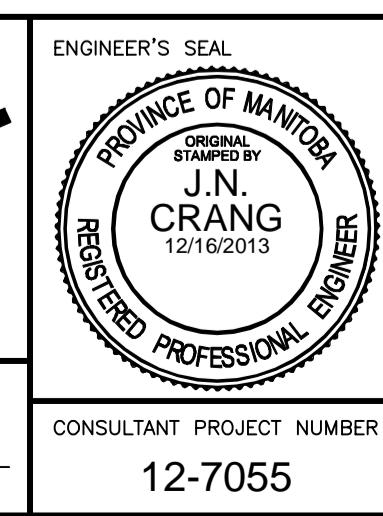 ENGINEER'S SEAL
PROVINCE OF MANITOBA
ORIGINAL
STAMPED BY
J.N.
CRANG
12/16/2013
REGISTERED PROFESSIONAL ENGINEER
CONSULTANT PROJECT NUMBER
12-7055